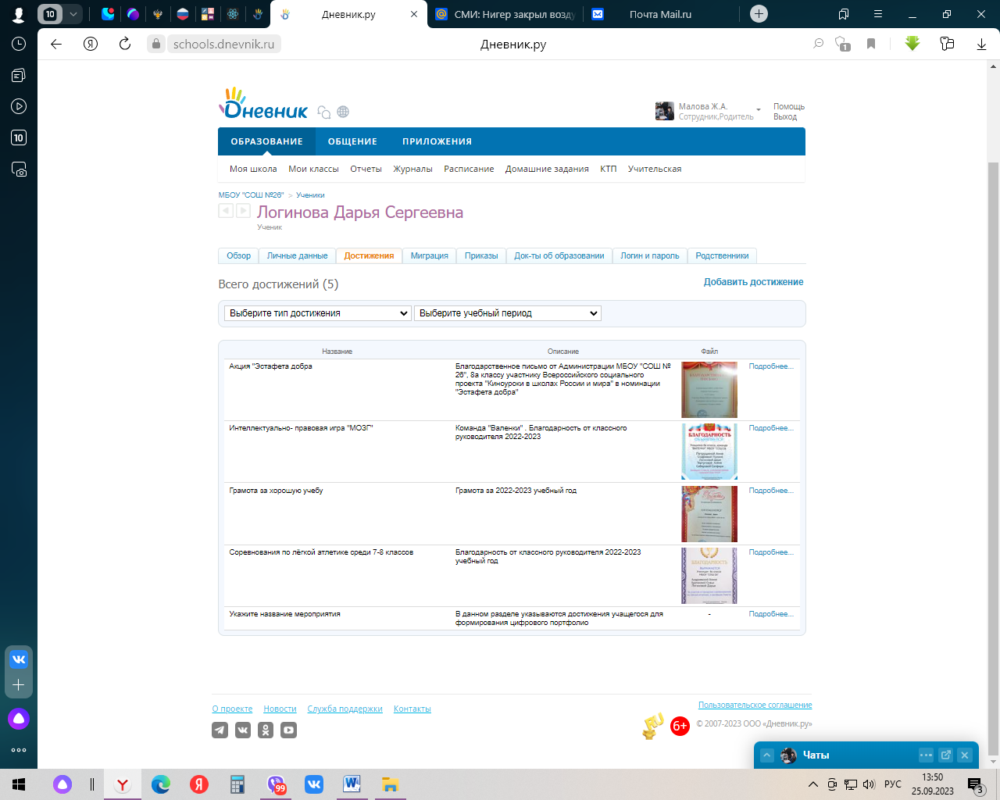 10
Дневник.ру
СМИ: Нигер закрыл возду
Почта Mail.ru
schools.dnevnik.ru
Дневник.ру
1
10
Dневник
Малова Ж.А.
Сотрудник,Родитель
Помощь
Выход
ОБРАЗОВАНИЕ ОБЩЕНИЕ ПРИЛОЖЕНИЯ
Моя школа Мои классы Отчеты Журналы Расписание Домашние задания КТП Учительская
МБОУ "СОШ №26" > Ученики
Логинова Дарья Сергеевна
Ученик
Обзор Личные данные Достижения Миграция Приказы Док-ты об образовании Логин и пароль Родственники
Всего достижений (5)
Добавить достижение
Выберите тип достижения Выберите учебный период
Название Описание Файл
Акция "Эстафета добра
Благодарственное письмо от Администрации МБОУ "СОШ №
26", 8а классу участнику Всероссийского социального
проекта "Киноуроки в школах России и мира" в номинации
"Эстафета добра"
Подробнее...
Интеллектуально- правовая игра "МОЗГ"
Команда "Валенки" . Благодарность от классного
руководителя 2022-2023
БЛАГОДАРНОСТЬ
Подробнее...
Грамота за хорошую учебу
Грамота за 2022-2023 учебный год
Подробнее...
Соревнования по лёгкой атлетике среди 7-8 классов
Благодарность от классного руководителя 2022-2023
учебный год
БЛАГОДАРНОСТЬ
Подробнее...
Укажите название мероприятия
В данном разделе указываются достижения учащегося для
формирования цифрового портфолио
-
Подробнее...
О проекте Новости Служба поддержки Контакты
Пользовательское соглашение
RU
6+
© 2007-2023 ООО «Дневник.ру»
Чаты
99
РУС
13:50
25.09.2023
3